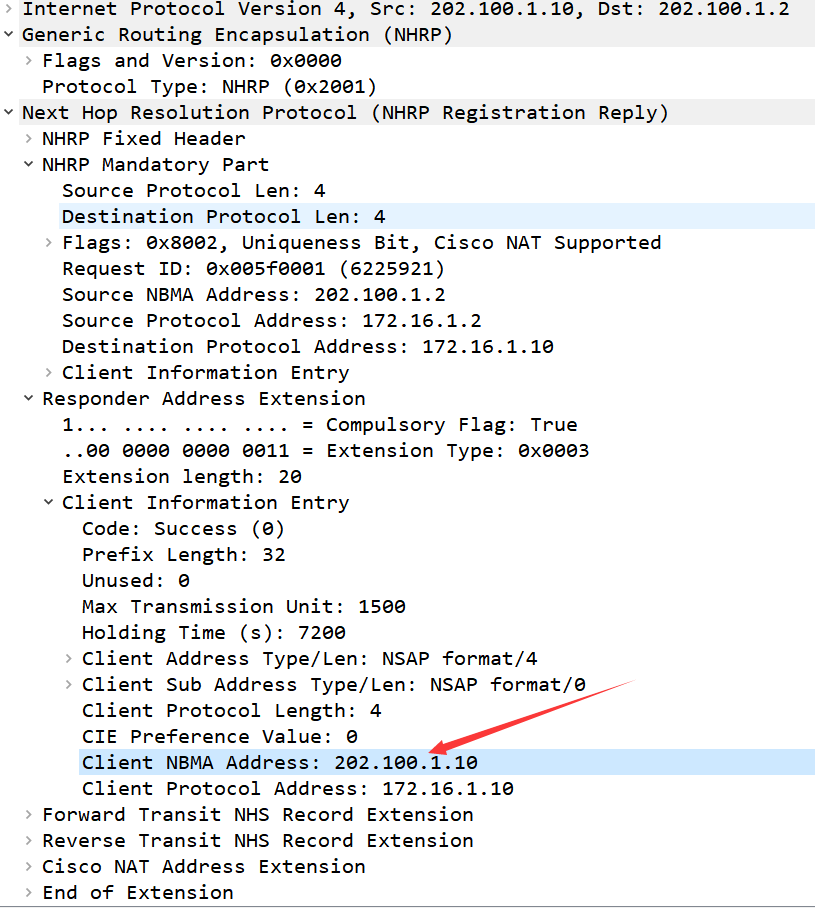 Internet Protocol Version 4, Src: 202.100.1.10, Dst: 202.100.1.2
Generic Routing Encapsulation (NHRP)
Flags and Version: 0x0000
Protocol Type: NHRP (0x2001)
Next Hop Resolution Protocol (NHRP Registration Reply)
NHRP Fixed Header
NHRP Mandatory Part
Source Protocol Len: 4
Destination Protocol Len: 4
Flags: 0x8002, Uniqueness Bit, Cisco NAT Supported
Request ID: 0x005f0001 (6225921)
Source NBMA Address: 202.100.1.2
Source Protocol Address: 172.16.1.2
Destination Protocol Address: 172.16.1.10
Client Information Entry
Responder Address Extension
1... .... .... .... = Compulsory Flag: True
..00 0000 0000 0011 = Extension Type: 0x0003
Extension length: 20
Client Information Entry
Code: Success (0)
Prefix Length: 32
Unused: 0
Max Transmission Unit: 1500
Holding Time (s): 7200
Client Address Type/Len: NSAP format/4
Client Sub Address Type/Len: NSAP format/0
Client Protocol Length: 4
CIE Preference Value: 0
Client NBMA Address: 202.100.1.10
Client Protocol Address: 172.16.1.10
Forward Transit NHS Record Extension
Reverse Transit NHS Record Extension
Cisco NAT Address Extension
End of Extension